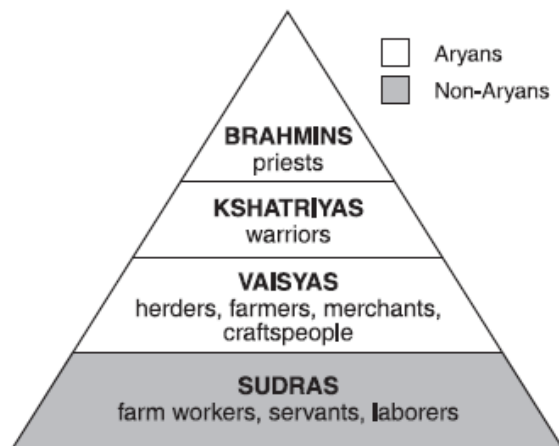 Aryans
Non-Aryans
BRAHMINS
priests
KSHATRIYAS
warriors
VAISYAS
herders, farmers, merchants,
craftspeople
SUDRAS
farm workers, servants, laborers